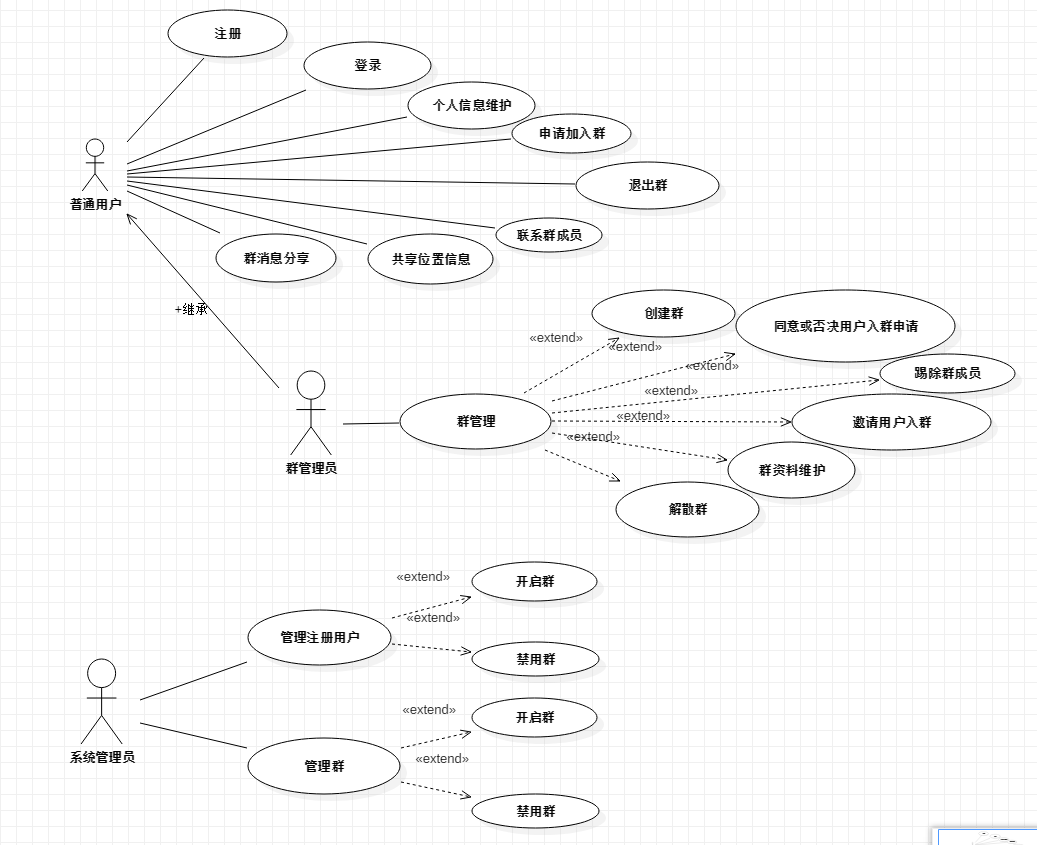 注册
登录
个人信息维护
申请加入群
退出群
普通用户
联系群成员
群消息分享
共享位置信息
+继承
创建群
同意或否决用户入群申请
«extend»
«extend»
«extend»
踢除群成员
«extend»
«extend»
群管理
邀请用户入群
«extend»
群管理员
群资料维护
解散群
«extend»
开启群
«extend»
管理注册用户
禁用群
«extend»
开启群
系统管理员
«extend»
管理群
禁用群